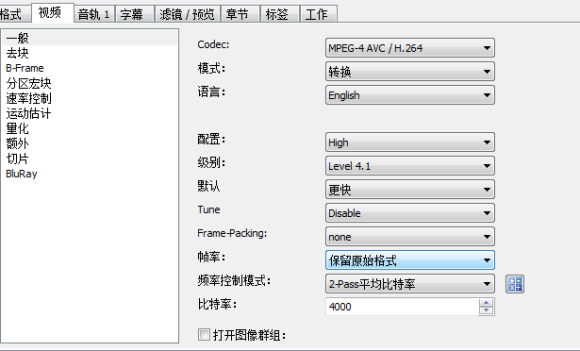 格式 视频 音轨 1 字幕 滤镜 / 预览 章节 标签 工作
一般
去块
B-Frame
分区宏块
速率控制
运动估计
量化
额外
切片
BluRay
Codec: MPEG-4 AVC / H.264
模式: 转换
语言: English
配置: High
级别: Level 4.1
默认 更快
Tune Disable
Frame-Packing: none
帧率: 保留原始格式
频率控制模式: 2-Pass平均比特率
比特率: 4000
打开图像群组: